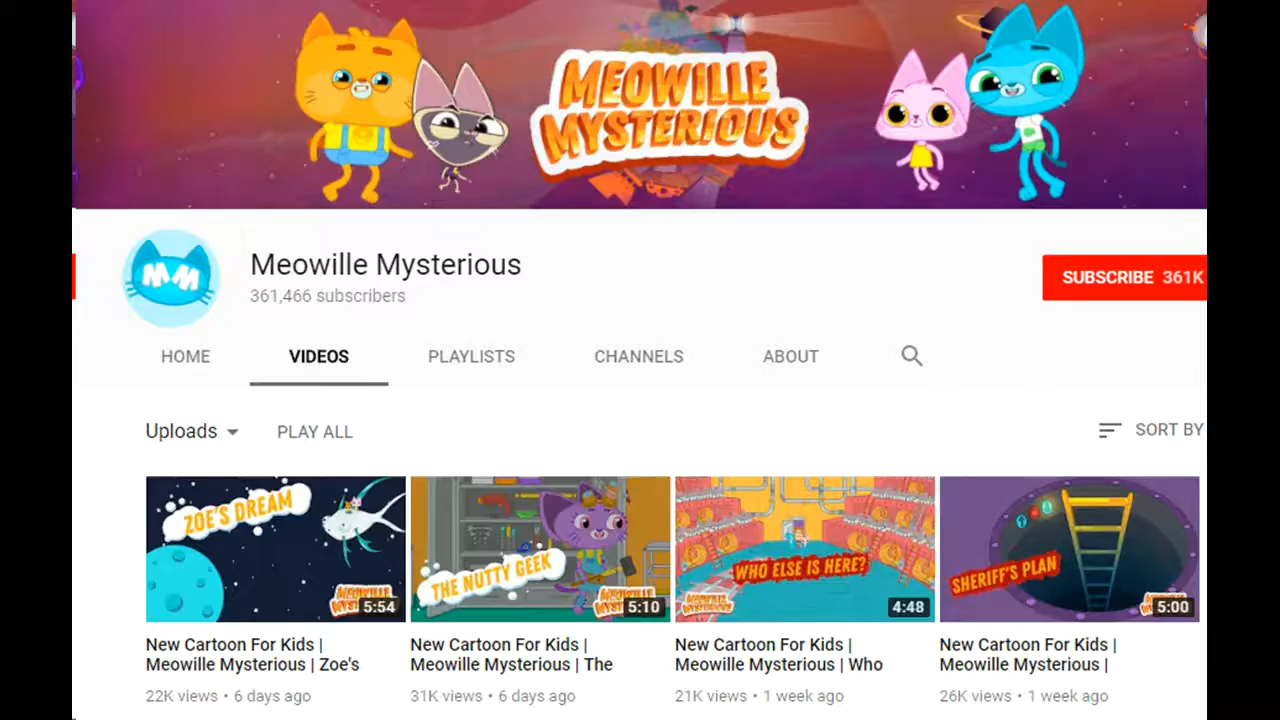 MEOWILLE
MYSTERIOUS
MM
Meowille Mysterious
361,466 subscribers
SUBSCRIBE 361K
HOME
VIDEOS
PLAYLISTS
CHANNELS
ABOUT
Uploads
PLAY ALL
SORT BY
ZOE'S DREAM
5:54
THE NUTTY GEEK
5:10
WHO ELSE IS HERE?
MEOWILLE
MYSTERIOUS
4:48
SHERIFF'S PLAN
5:00
New Cartoon For Kids |
Meowille Mysterious | Zoe's
22K views • 6 days ago
New Cartoon For Kids |
Meowille Mysterious | The
31K views • 6 days ago
New Cartoon For Kids |
Meowille Mysterious | Who
21K views • 1 week ago
New Cartoon For Kids |
Meowille Mysterious |
26K views • 1 week ago